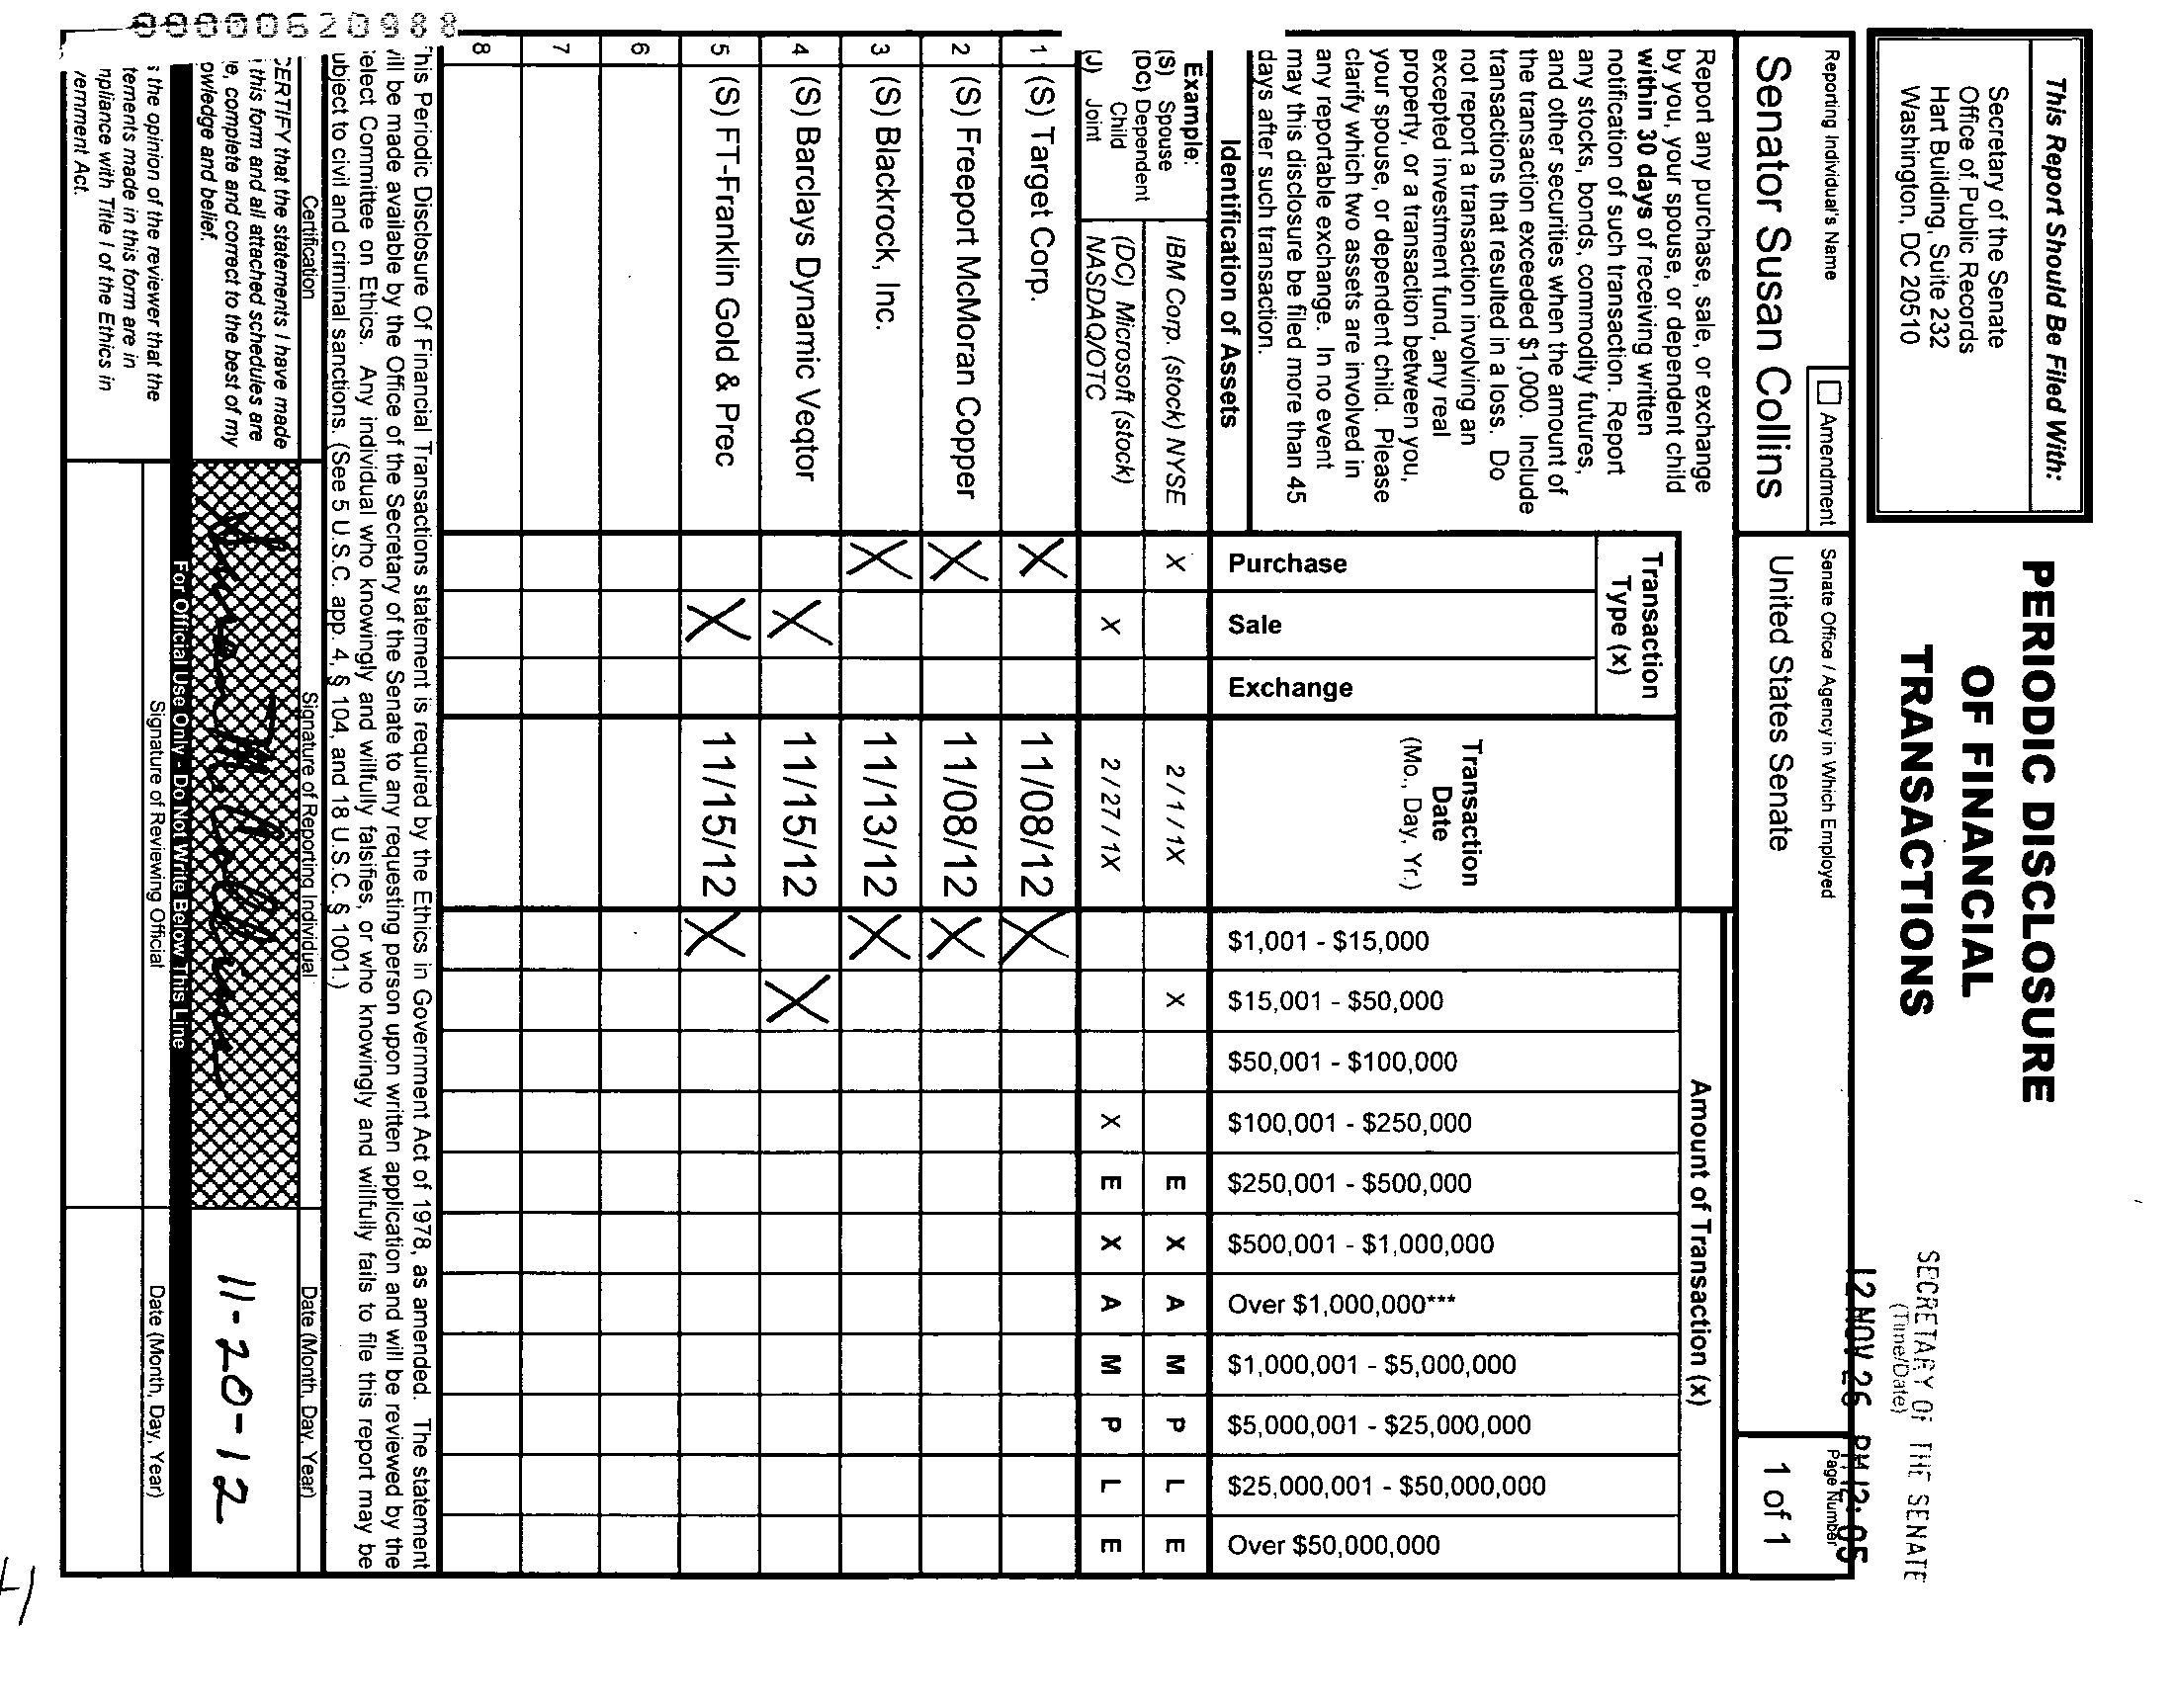 This Report Should Be Filed With:
Secretary of the Senate
Office of Public Records
Hart Building, Suite 232
Washington, DC 20510
PERIODIC DISCLOSURE
OF FINANCIAL
TRANSACTIONS
SECRETARY OF THE SENATE
(Time/Date)
12 NOV 26 PM 12:05
Reporting Individual's Name
Amendment
Senator Susan Collins
Senate Office / Agency in Which Employed
United States Senate
Page Number
1 of 1
Report any purchase, sale, or exchange
by you, your spouse, or dependent child
within 30 days of receiving written
notification of such transaction. Report
any stocks, bonds, commodity futures,
and other securities when the amount of
the transaction exceeded $1,000. Include
transactions that resulted in a loss. Do
not report a transaction involving an
excepted investment fund, any real
property, or a transaction between you,
your spouse, or dependent child. Please
clarify which two assets are involved in
any reportable exchange. In no event
may this disclosure be filed more than 45
days after such transaction.
Identification of Assets
Transaction
Type (x)
Purchase
Sale
Exchange
Transaction
Date
(Mo., Day, Yr.)
Amount of Transaction (x)
$1,001 - $15,000
$15,001 - $50,000
$50,001 - $100,000
$100,001 - $250,000
$250,001 - $500,000
$500,001 - $1,000,000
Over $1,000,000***
$1,000,001 - $5,000,000
$5,000,001 - $25,000,000
$25,000,001 - $50,000,000
Over $50,000,000
Example:
(S) Spouse
(DC) Dependent
Child
(J) Joint
IBM Corp. (stock) NYSE X 2 / 1 / 1X X E X A M P L E
(DC) Microsoft (stock)
NASDAQ/OTC X 2 / 27 / 1X X E X A M P L E
1 (S) Target Corp. X 11/08/12 X
2 (S) Freeport McMoran Copper X 11/08/12 X
3 (S) Blackrock, Inc. X 11/13/12 X
4 (S) Barclays Dynamic Veqtor X 11/15/12 X
5 (S) FT-Franklin Gold & Prec X 11/15/12 X
6
7
8
his Periodic Disclosure Of Financial Transactions statement is required by the Ethics in Government Act of 1978, as amended. The statement
vill be made available by the Office of the Secretary of the Senate to any requesting person upon written application and will be reviewed by the
elect Committee on Ethics. Any individual who knowingly and willfully falsifies, or who knowingly and willfully fails to file this report may be
ubject to civil and criminal sanctions. (See 5 U.S.C. app. 4, § 104, and 18 U.S.C. § 1001.)
Certification
Signature of Reporting Individual
Date (Month, Day, Year)
CERTIFY that the statements I have made
this form and all attached schedules are
e, complete and correct to the best of my
owledge and belief.
Susan M Collins
11-20-12
For Official Use Only - Do Not Write Below This Line
s the opinion of the reviewer that the
tements made in this form are in
npliance with Title I of the Ethics in
vernment Act.
Signature of Reviewing Official
Date (Month, Day, Year)
00000620988